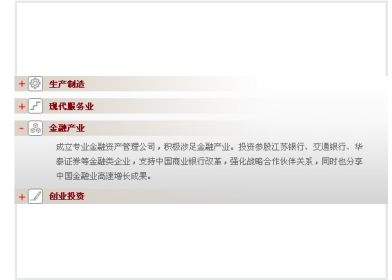 + 生产制造
+ 现代服务业
- 金融产业
成立专业金融资产管理公司，积极涉足金融产业。投资参股江苏银行、交通银行、华
泰证券等金融类企业，支持中国商业银行改革，强化战略合作伙伴关系，同时也分享
中国金融业高速增长成果。
+ 创业投资